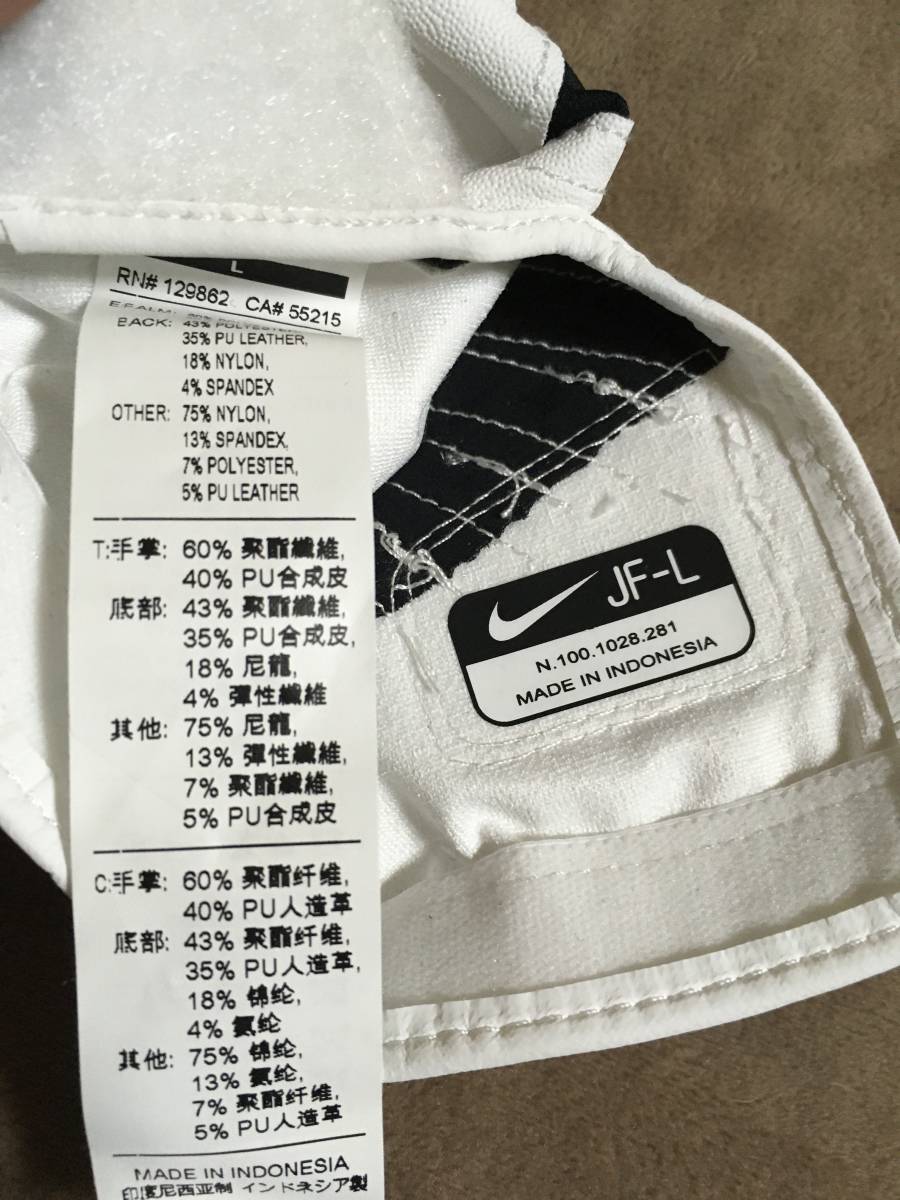 L
RN# 129862 CA# 55215
BACK: 43% POLYESTER,
35% PU LEATHER,
18% NYLON,
4% SPANDEX
OTHER: 75% NYLON,
13% SPANDEX,
7% POLYESTER,
5% PU LEATHER
T:手掌: 60% 聚酯纖維,
40% PU合成皮
底部: 43% 聚酯纖維,
35% PU合成皮,
18% 尼龍,
4% 彈性纖維
其他: 75% 尼龍,
13% 彈性纖維,
7% 聚酯纖維,
5% PU合成皮
C:手掌: 60% 聚酯纤维,
40% PU人造革
底部: 43% 聚酯纤维,
35% PU人造革,
18% 锦纶,
4% 氨纶
其他: 75% 锦纶,
13% 氨纶,
7% 聚酯纤维,
5% PU人造革
MADE IN INDONESIA
印度尼西亚制 インドネシア製
JF-L
N.100.1028.281
MADE IN INDONESIA